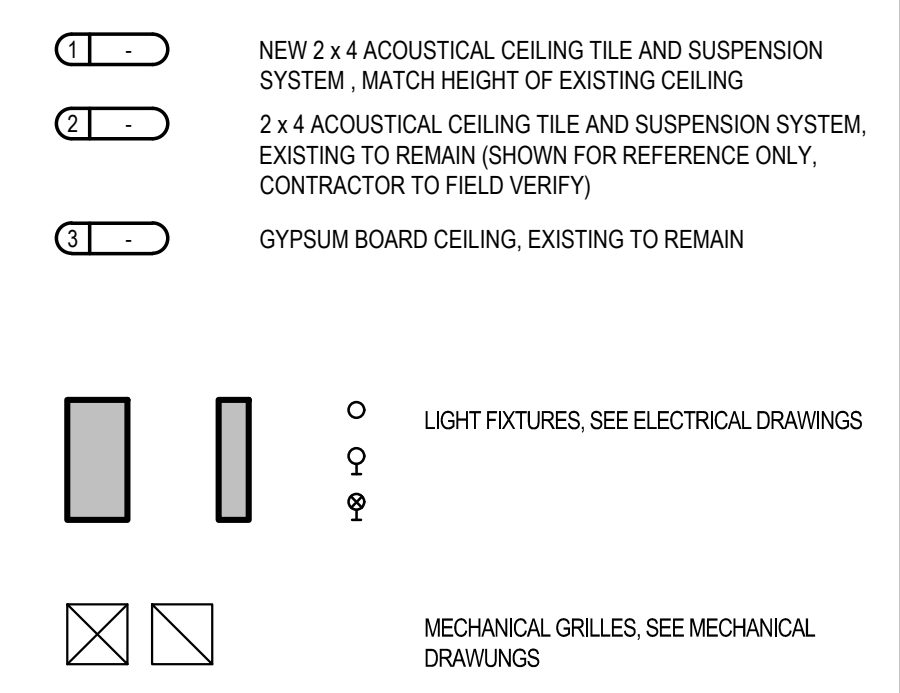 1 - NEW 2 x 4 ACOUSTICAL CEILING TILE AND SUSPENSION
SYSTEM , MATCH HEIGHT OF EXISTING CEILING
2 - 2 x 4 ACOUSTICAL CEILING TILE AND SUSPENSION SYSTEM,
EXISTING TO REMAIN (SHOWN FOR REFERENCE ONLY,
CONTRACTOR TO FIELD VERIFY)
3 - GYPSUM BOARD CEILING, EXISTING TO REMAIN
LIGHT FIXTURES, SEE ELECTRICAL DRAWINGS
MECHANICAL GRILLES, SEE MECHANICAL
DRAWUNGS